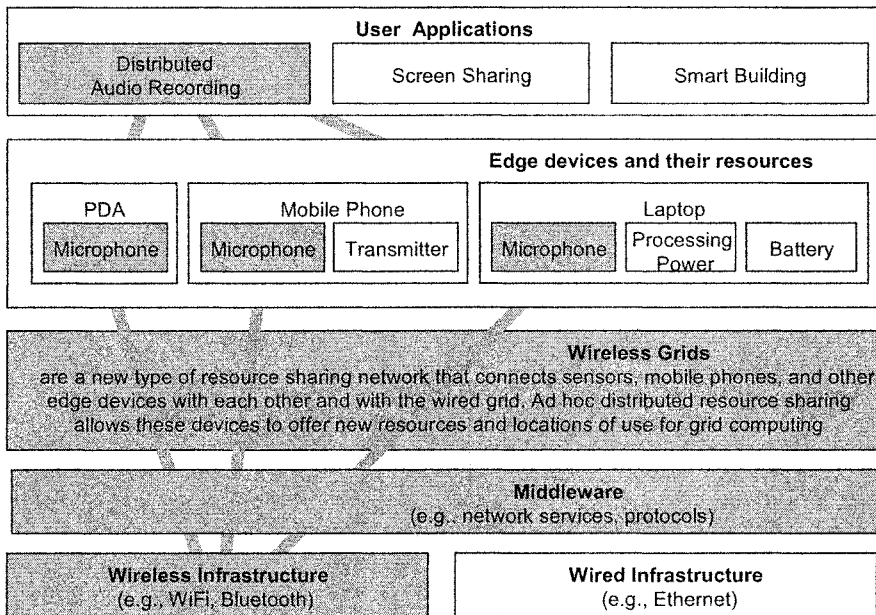 User Applications
Distributed
Audio Recording
Screen Sharing
Smart Building
Edge devices and their resources
PDA
Microphone
Mobile Phone
Microphone
Transmitter
Laptop
Microphone
Processing
Power
Battery
Wireless Grids
are a new type of resource sharing network that connects sensors, mobile phones, and other
edge devices with each other and with the wired grid. Ad hoc distributed resource sharing
allows these devices to offer new resources and locations of use for grid computing
Middleware
(e.g., network services, protocols)
Wireless Infrastructure
(e.g., WiFi, Bluetooth)
Wired Infrastructure
(e.g., Ethernet)